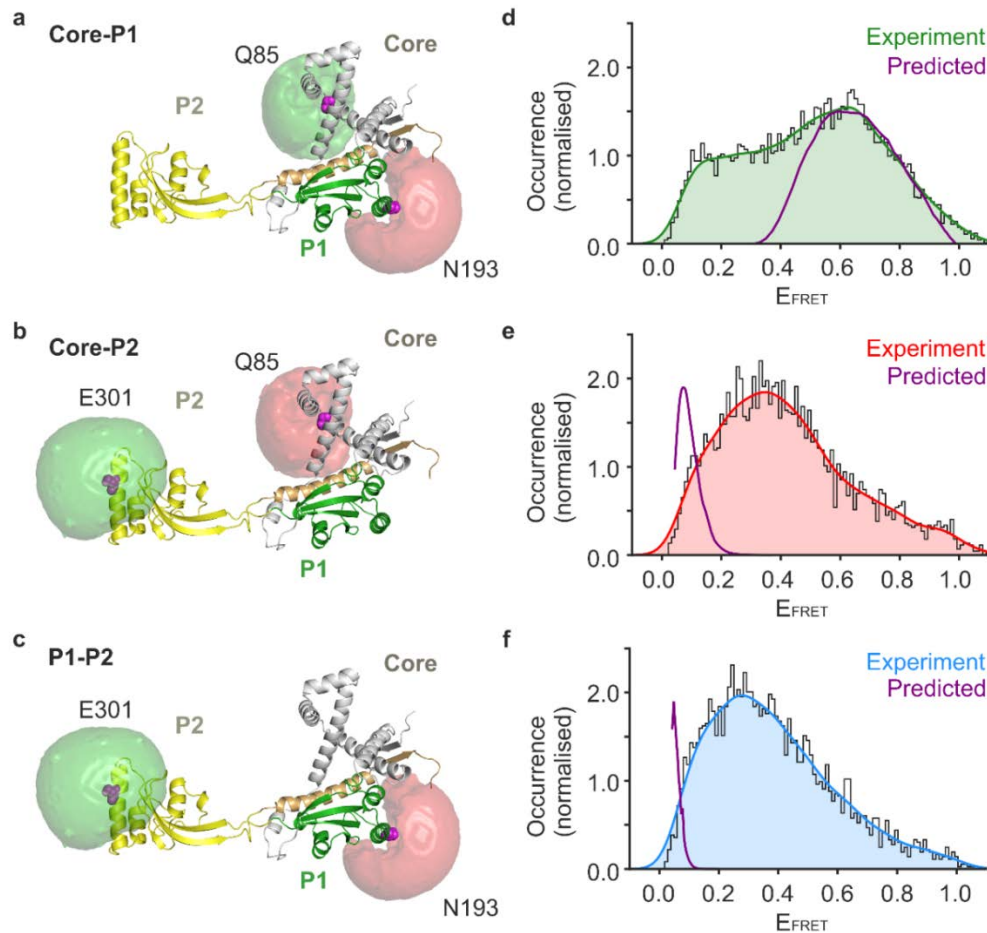 a
Core-P1
Q85
Core
P2
P1
N193
b
Core-P2
Q85
Core
E301
P2
P1
c
P1-P2
Core
E301
P2
P1
N193
d
Experiment
Predicted
2.0
1.0
0.0
Occurrence
(normalised)
0.0 0.2 0.4 0.6 0.8 1.0
EFRET
e
Experiment
Predicted
2.0
1.0
0.0
Occurrence
(normalised)
0.0 0.2 0.4 0.6 0.8 1.0
EFRET
f
Experiment
Predicted
2.0
1.0
0.0
Occurrence
(normalised)
0.0 0.2 0.4 0.6 0.8 1.0
EFRET